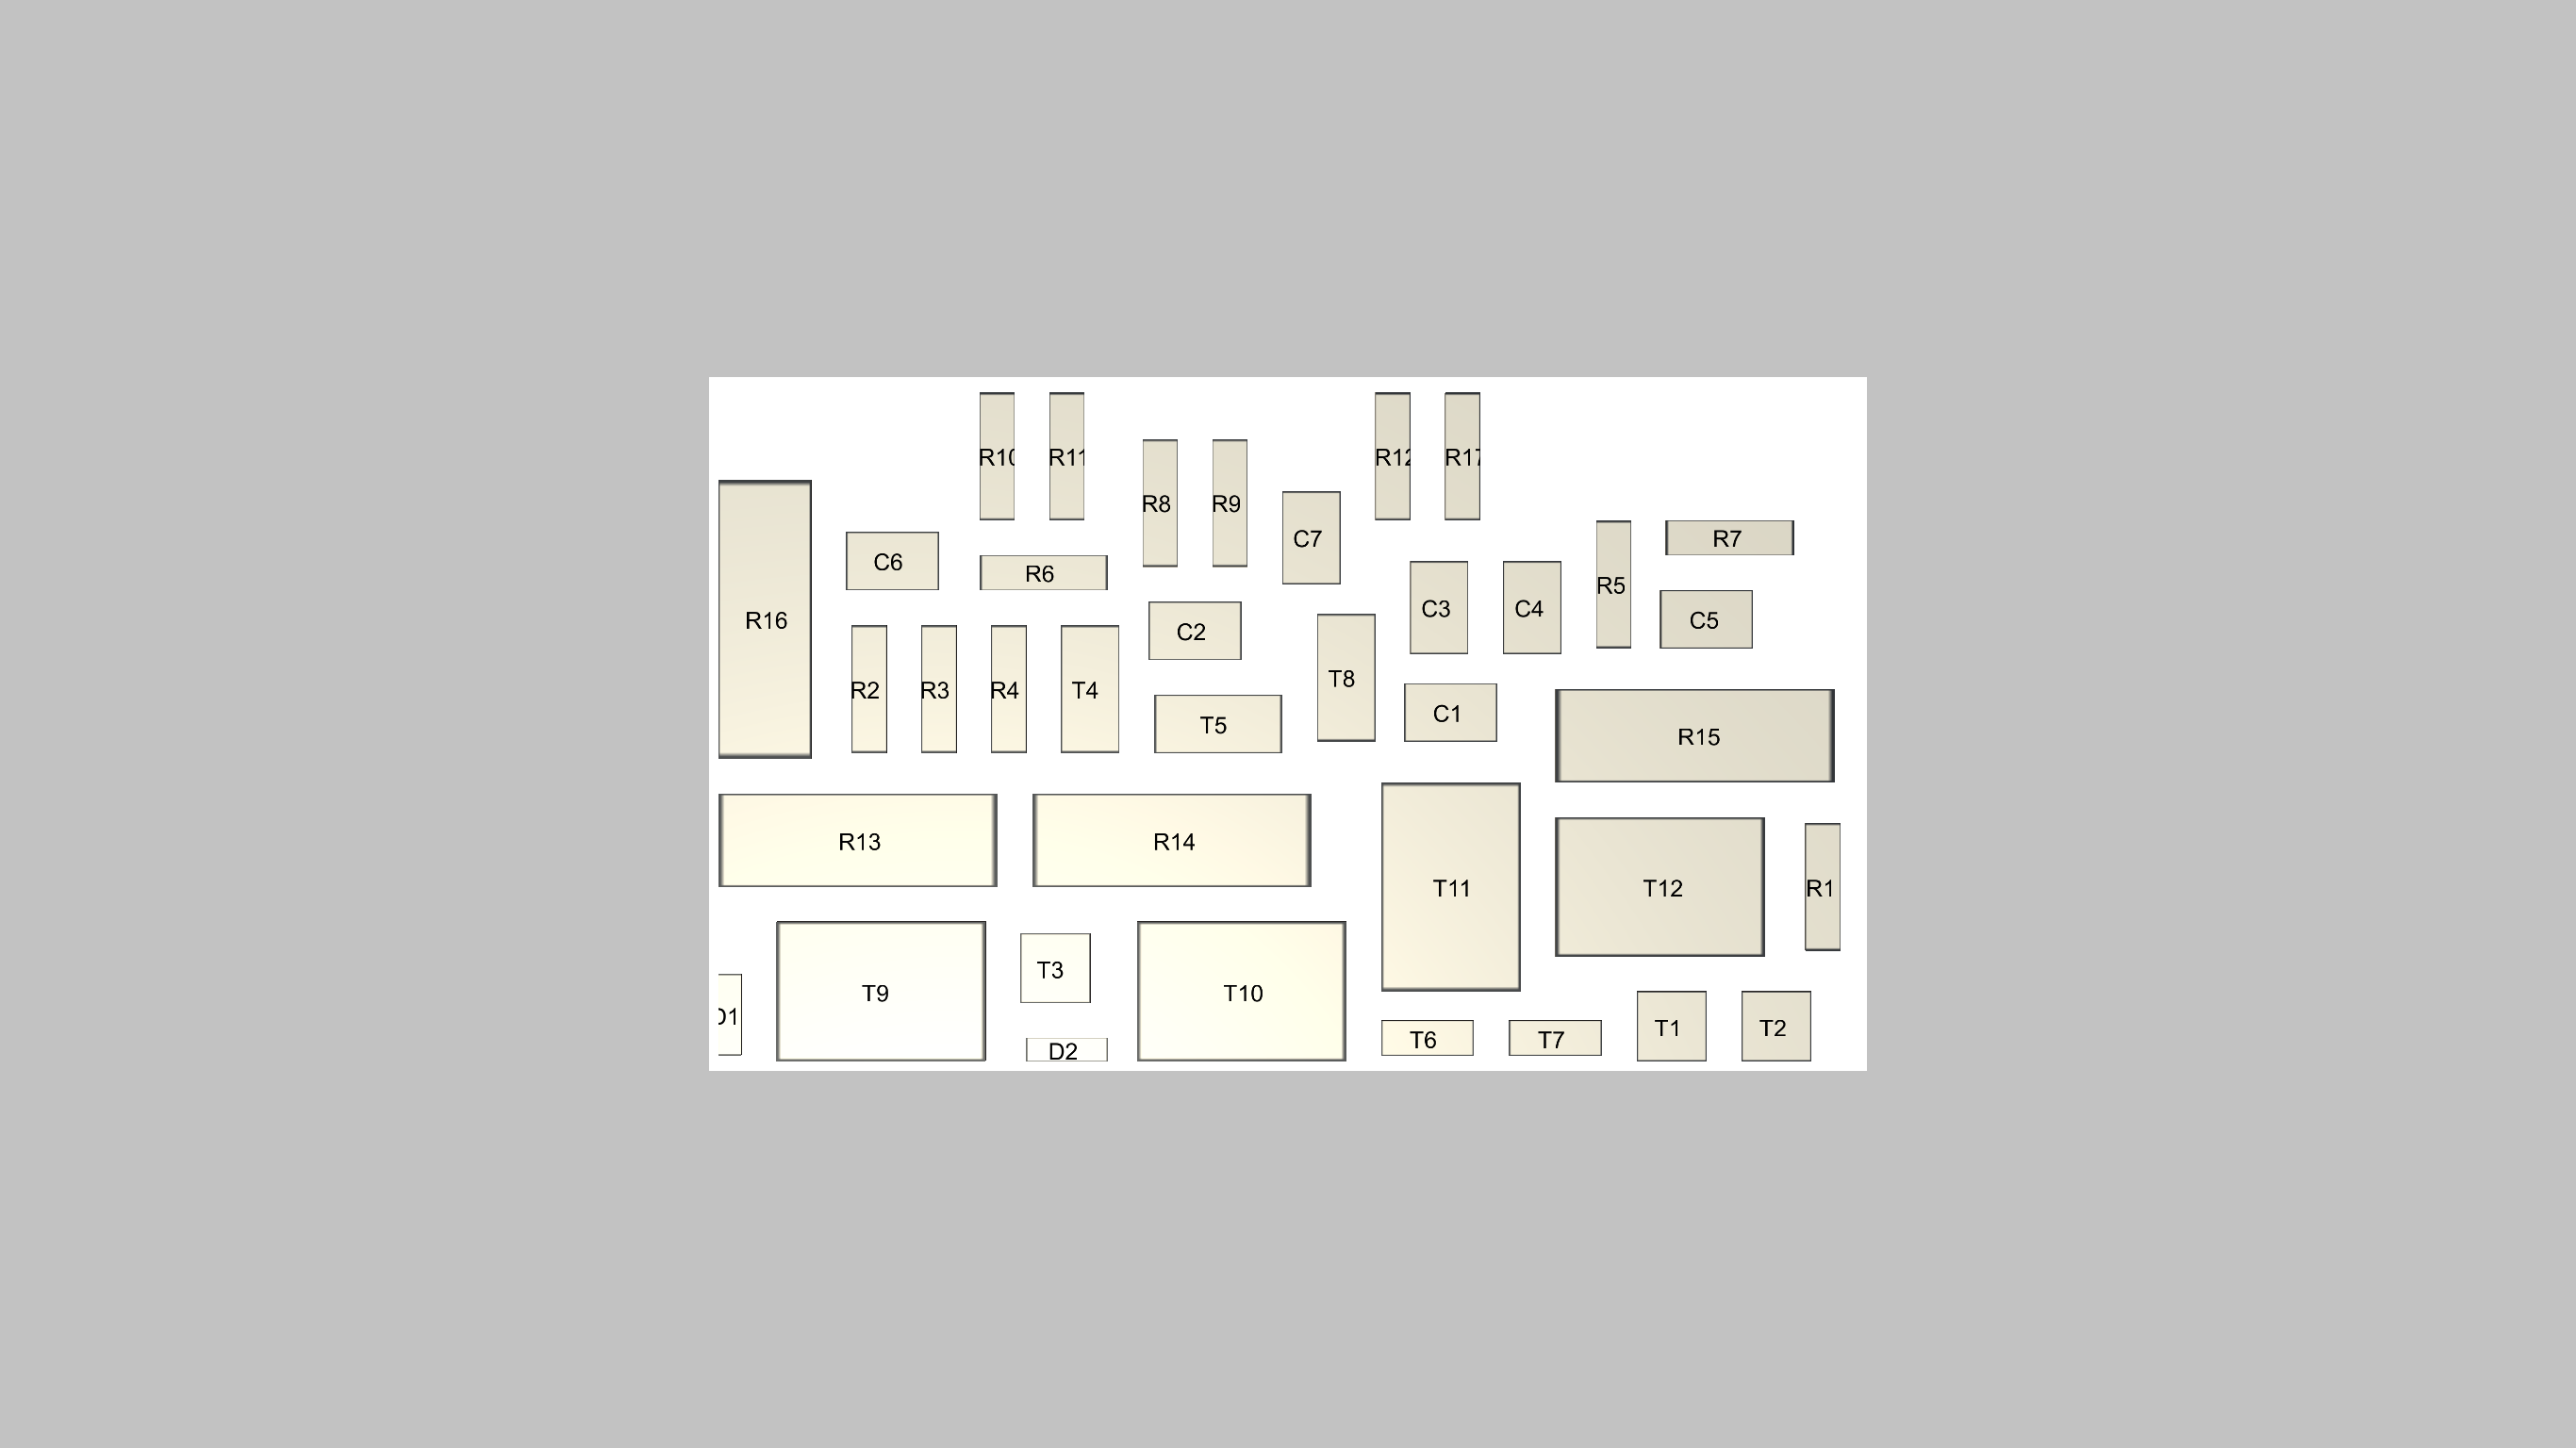 R10 R11 R12 R17
R8 R9
C7 R7
C6 R6 R5
C3 C4
R16 C2 C5
T8
R2 R3 R4 T4 C1
T5 R15
R13 R14
T11 T12 R1
T3
T9 T10
D1 T1 T2
D2 T6 T7